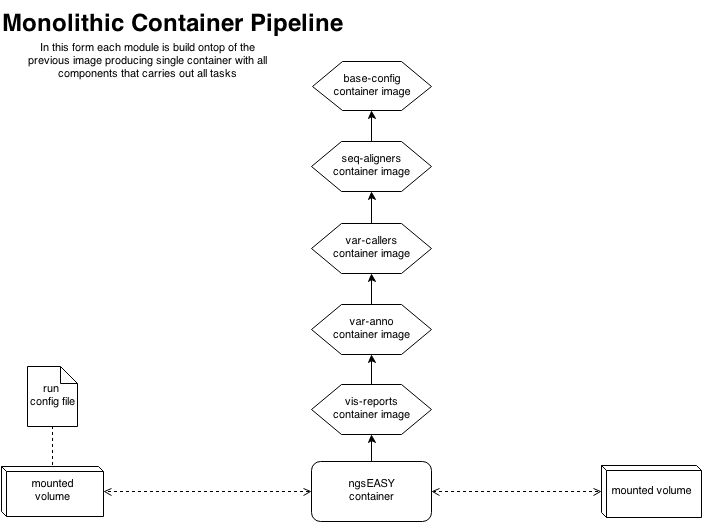 Monolithic Container Pipeline
In this form each module is build ontop of the
previous image producing single container with all
components that carries out all tasks
base-config
container image
seq-aligners
container image
var-callers
container image
var-anno
container image
run
config file
vis-reports
container image
mounted
volume
ngsEASY
container
mounted volume